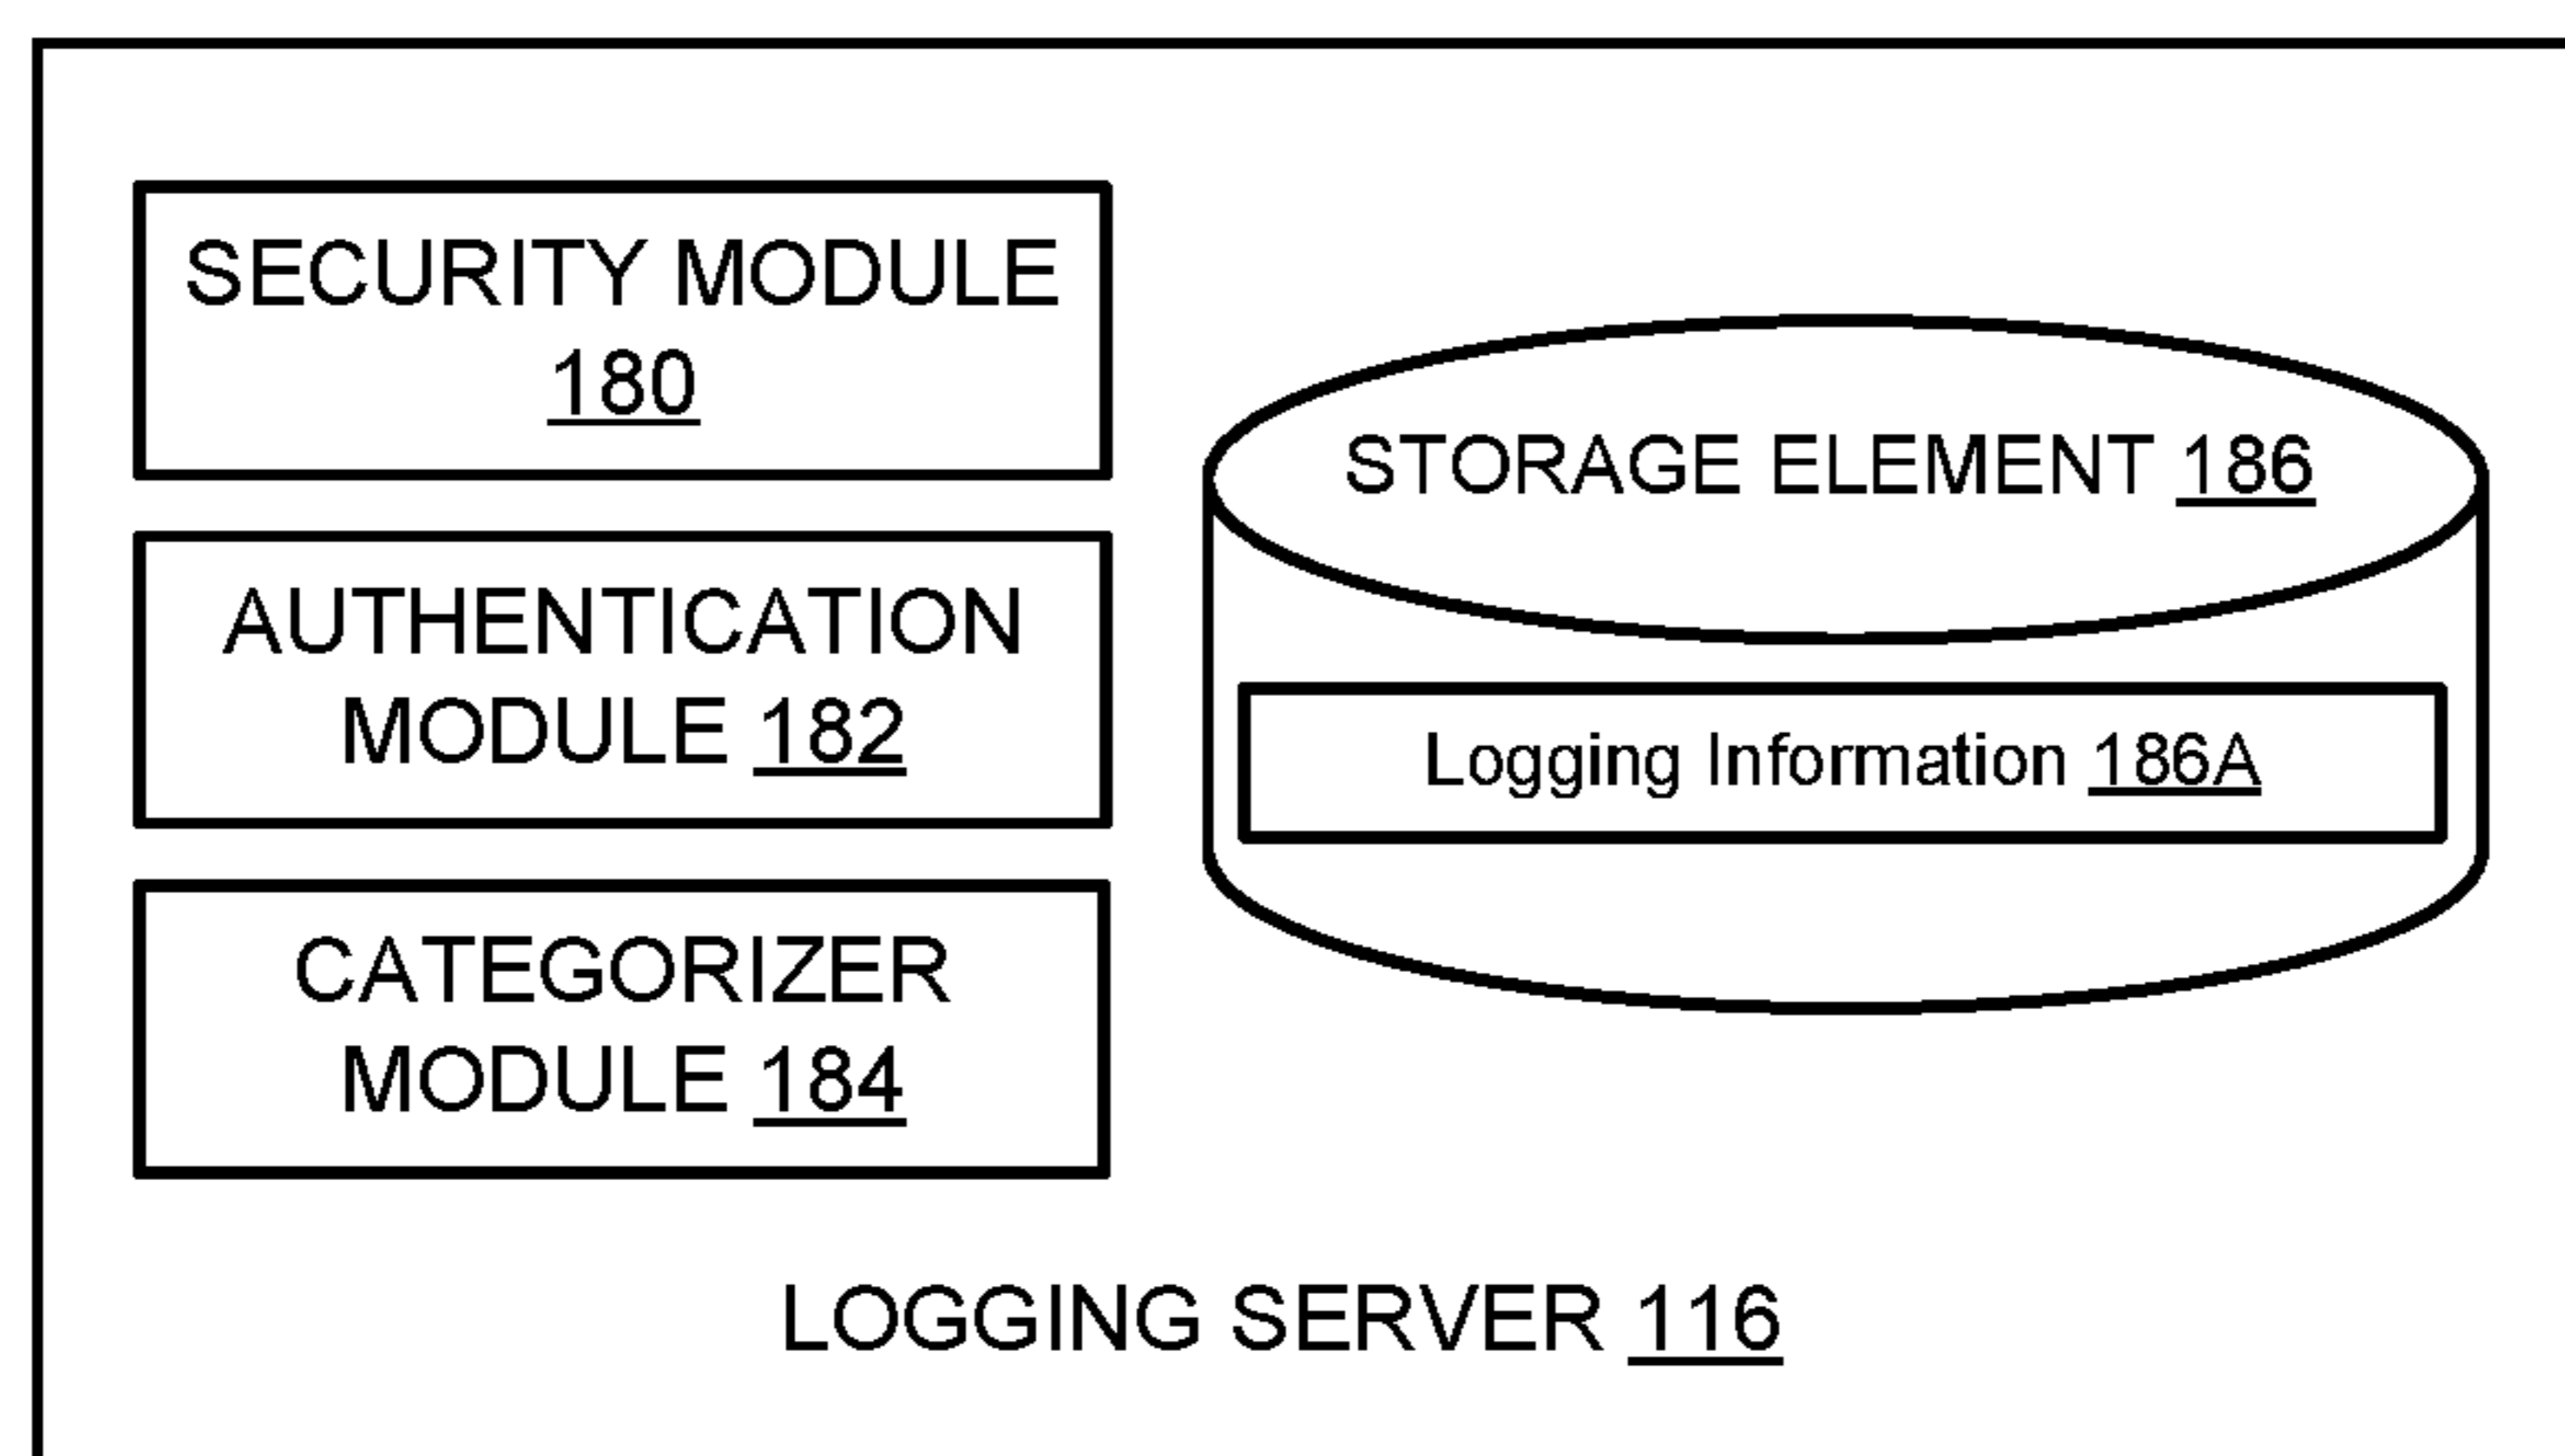 SECURITY MODULE
180
AUTHENTICATION
MODULE 182
CATEGORIZER
MODULE 184
STORAGE ELEMENT 186
Logging Information 186A
LOGGING SERVER 116